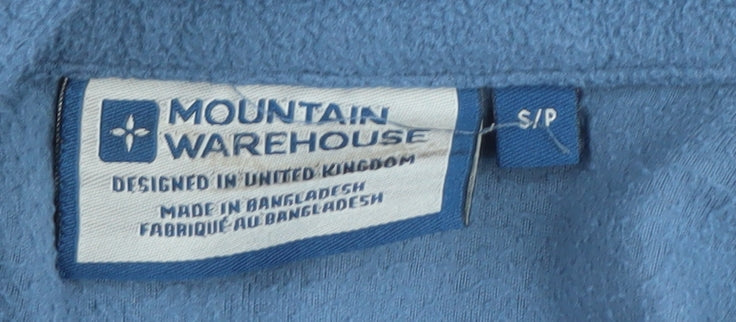 MOUNTAIN
WAREHOUSE
DESIGNED IN UNITED KINGDOM
MADE IN BANGLADESH
FABRIQUÉ AU BANGLADESH
S/P